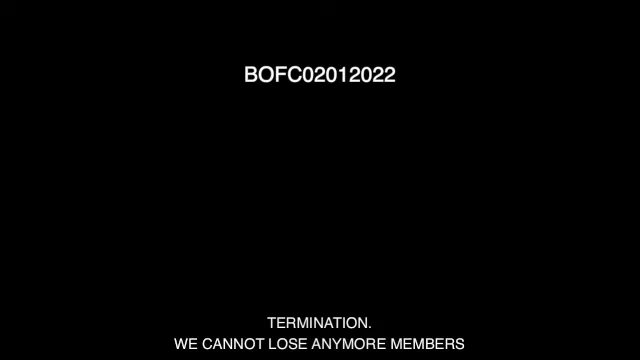 BOFC02012022
TERMINATION.
WE CANNOT LOSE ANYMORE MEMBERS